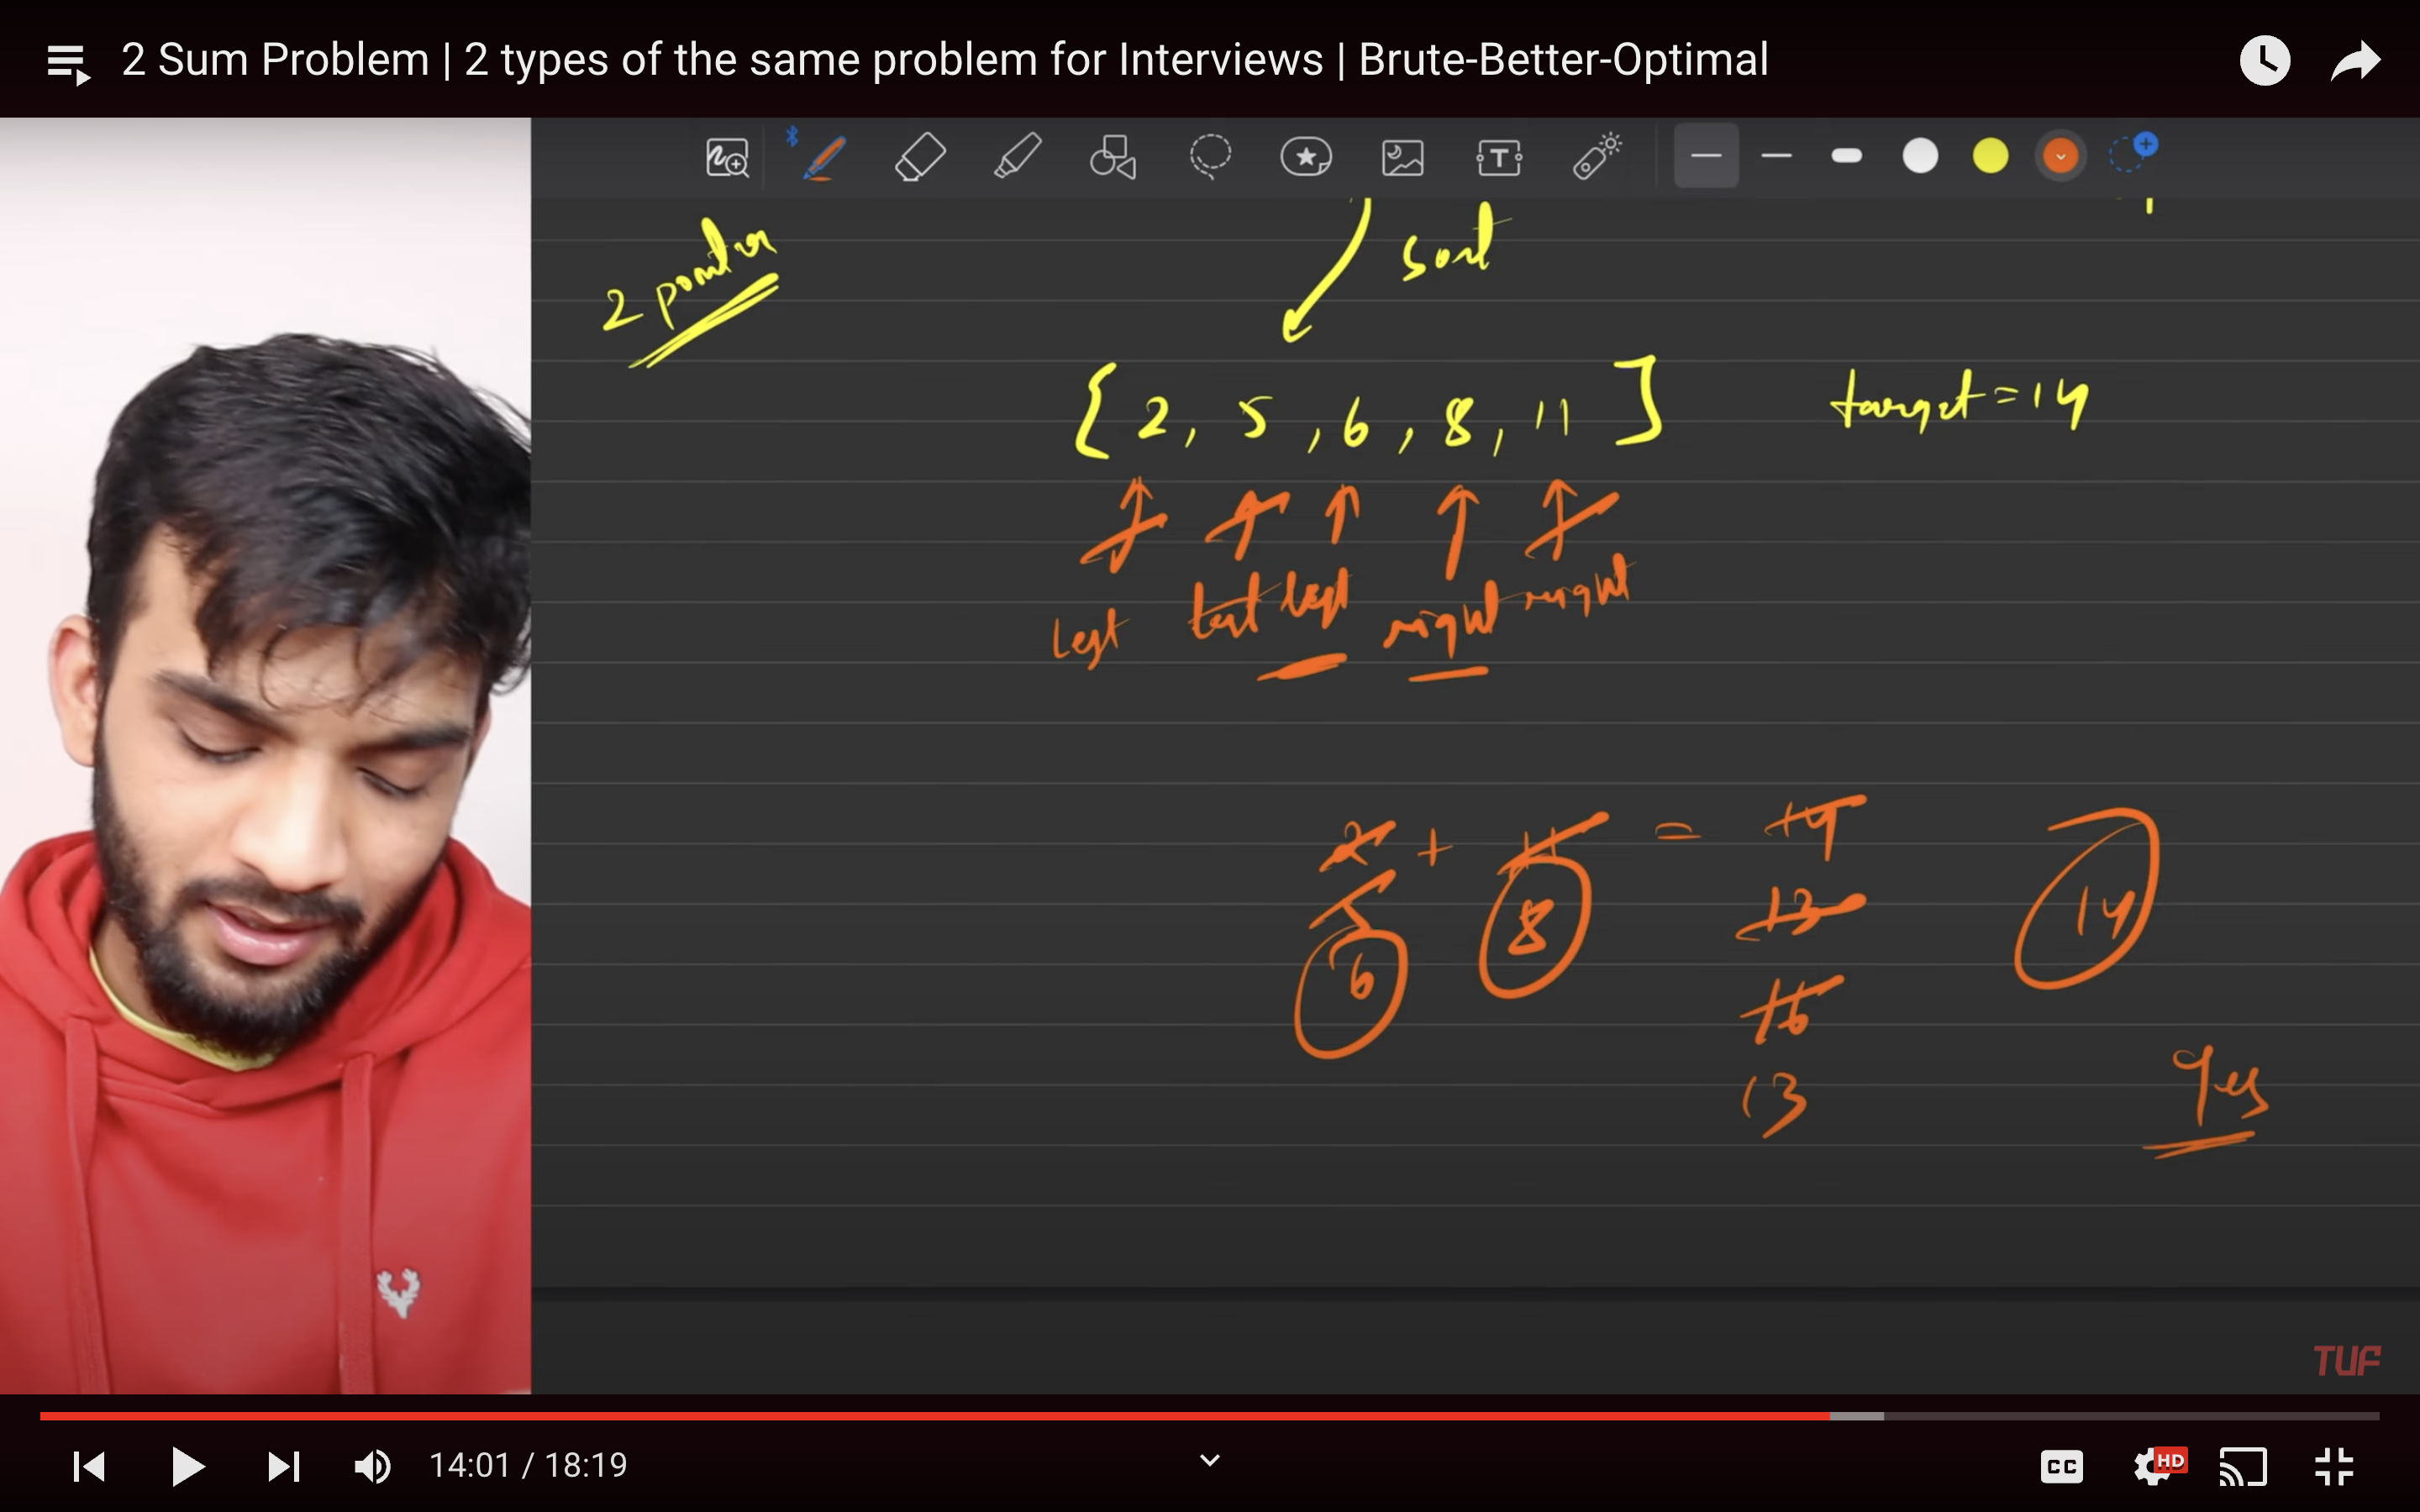 2 Sum Problem | 2 types of the same problem for Interviews | Brute-Better-Optimal
T
sort
2 pointer
[ 2, 5, 6, 8, 11 ] target = 14
left left right right
2 + 11 =
5 8 13 14
6 16
13 Yes
TUF
14:01 / 18:19
CC HD